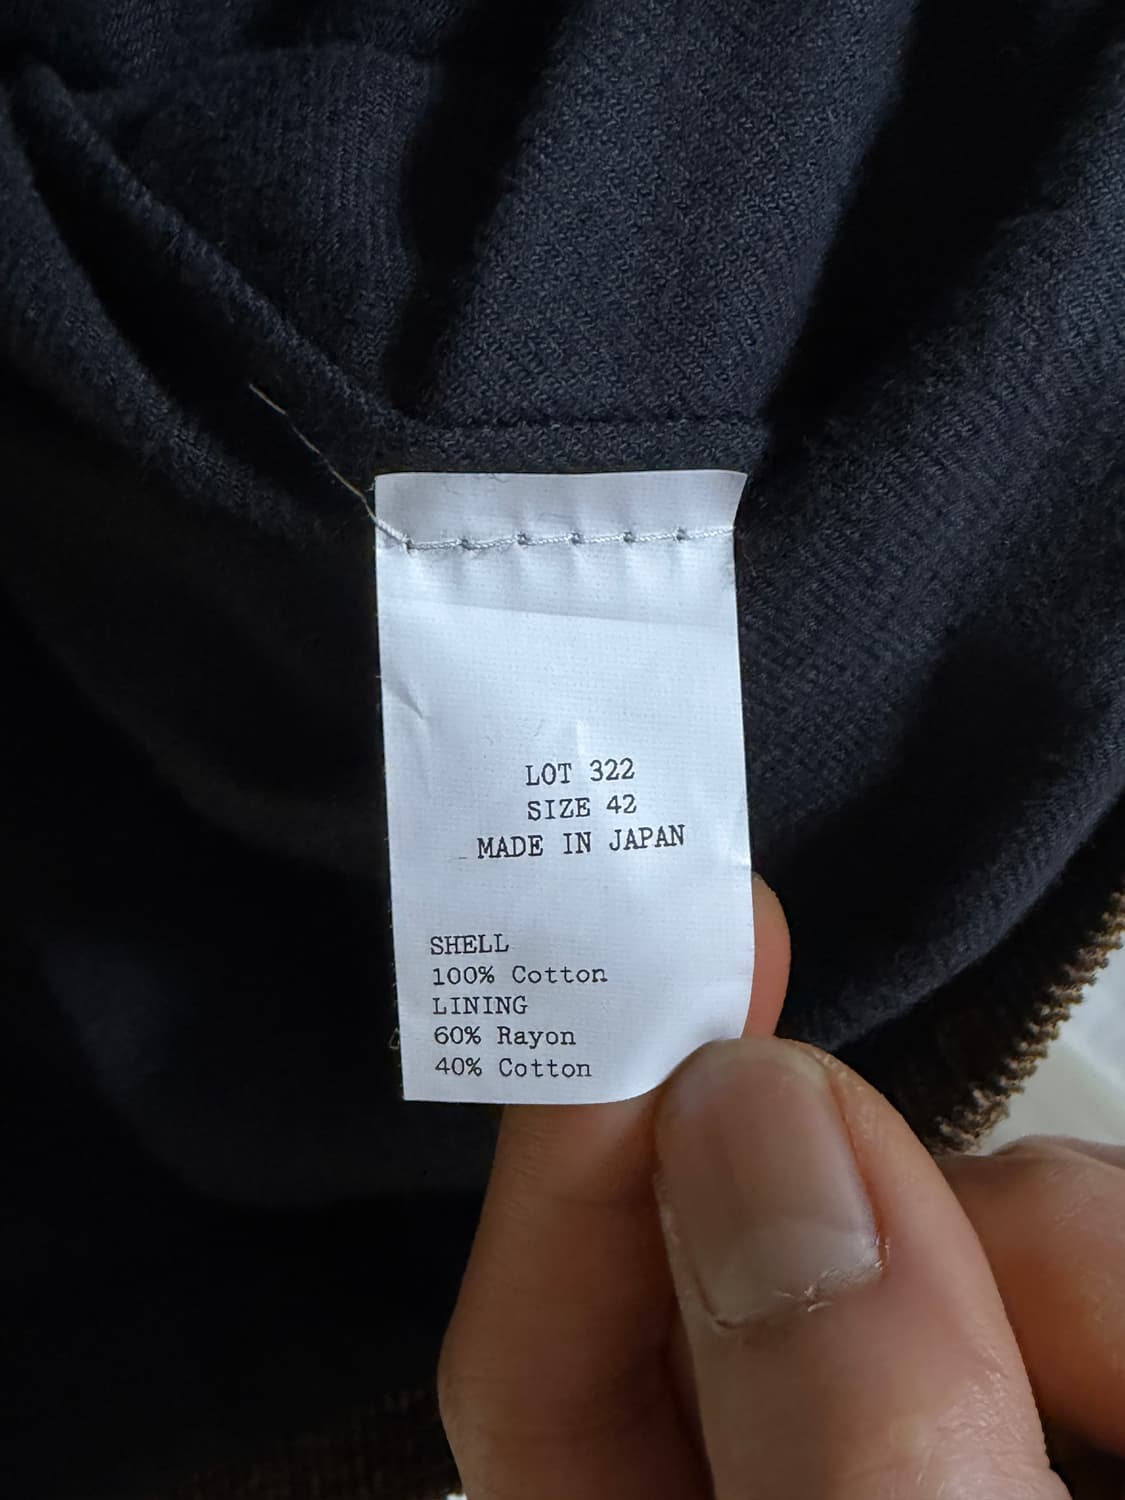 LOT 322
SIZE 42
MADE IN JAPAN
SHELL
100% Cotton
LINING
60% Rayon
40% Cotton